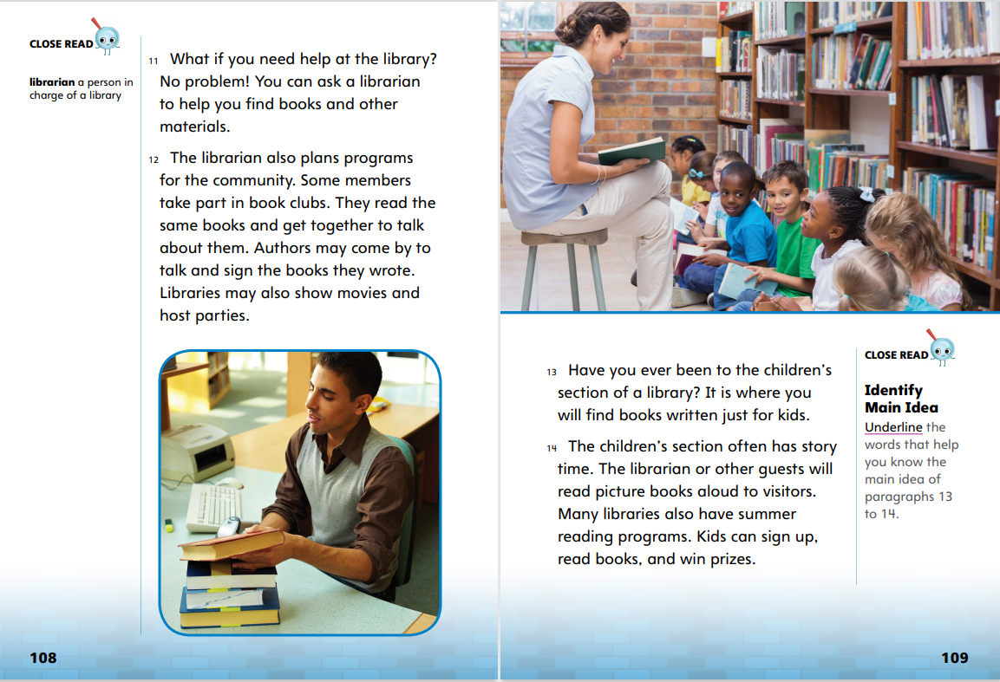 CLOSE READ
librarian a person in
charge of a library
11 What if you need help at the library?
No problem! You can ask a librarian
to help you find books and other
materials.
12 The librarian also plans programs
for the community. Some members
take part in book clubs. They read the
same books and get together to talk
about them. Authors may come by to
talk and sign the books they wrote.
Libraries may also show movies and
host parties.
108
13 Have you ever been to the children's
section of a library? It is where you
will find books written just for kids.
14 The children's section often has story
time. The librarian or other guests will
read picture books aloud to visitors.
Many libraries also have summer
reading programs. Kids can sign up,
read books, and win prizes.
CLOSE READ
Identify
Main Idea
Underline the
words that help
you know the
main idea of
paragraphs 13
to 14.
109